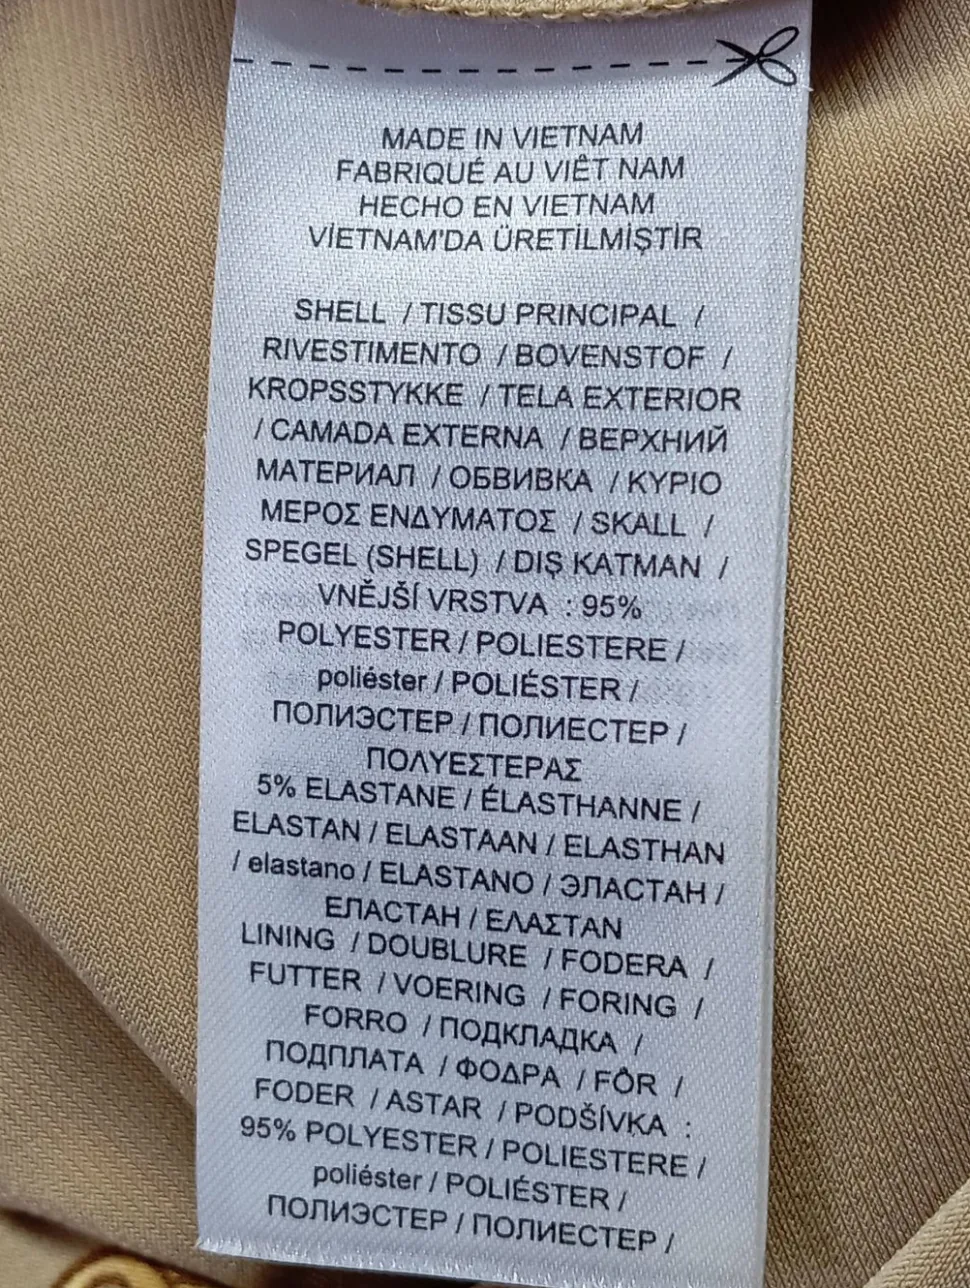 MADE IN VIETNAM
FABRIQUÉ AU VIÊT NAM
HECHO EN VIETNAM
VİETNAM'DA ÜRETİLMİŞTİR
SHELL / TISSU PRINCIPAL /
RIVESTIMENTO / BOVENSTOF /
KROPSSTYKKE / TELA EXTERIOR
/ CAMADA EXTERNA / ВЕРХНИЙ
МАТЕРИАЛ / ОБВИВКА / ΚΥΡΙΟ
ΜΕΡΟΣ ΕΝΔΥΜΑΤΟΣ / SKALL /
SPEGEL (SHELL) / DIŞ KATMAN /
VNĚJŠÍ VRSTVA : 95%
POLYESTER / POLIESTERE /
poliéster / POLIÉSTER /
ПОЛИЭСТЕР / ПОЛИЕСТЕР /
ΠΟΛΥΕΣΤΕΡΑΣ
5% ELASTANE / ÉLASTHANNE /
ELASTAN / ELASTAAN / ELASTHAN
/ elastano / ELASTANO / ЭЛАСТАН /
ЕЛАСТАН / ΕΛΑΣΤΑΝ
LINING / DOUBLURE / FODERA /
FUTTER / VOERING / FORING /
FORRO / ПОДКЛАДКА /
ПОДПЛАТА / ΦΟΔΡΑ / FÔR /
FODER / ASTAR / PODŠÍVKA :
95% POLYESTER / POLIESTERE /
poliéster / POLIÉSTER /
ПОЛИЭСТЕР / ПОЛИЕСТЕР /